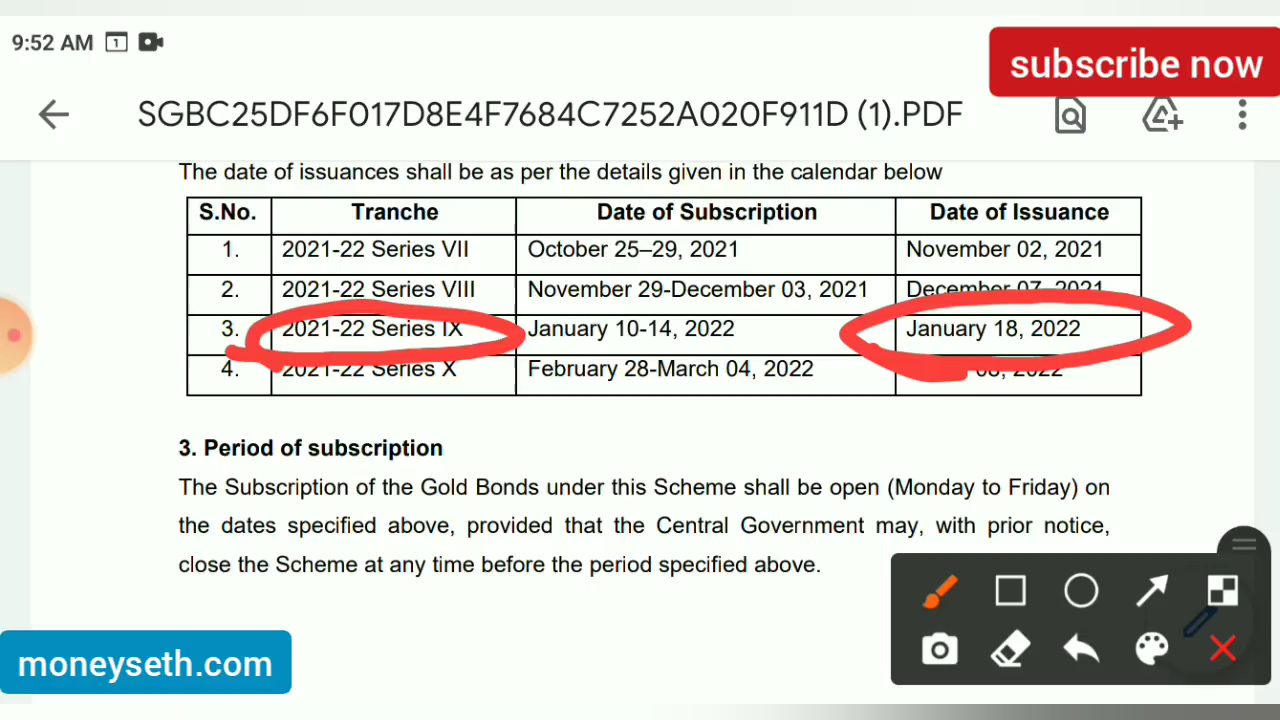 9:52 AM 1
subscribe now
SGBC25DF6F017D8E4F7684C7252A020F911D (1).PDF
The date of issuances shall be as per the details given in the calendar below
S.No. Tranche Date of Subscription Date of Issuance
1. 2021-22 Series VII October 25–29, 2021 November 02, 2021
2. 2021-22 Series VIII November 29-December 03, 2021 December 07, 2021
3. 2021-22 Series IX January 10-14, 2022 January 18, 2022
4. 2021-22 Series X February 28-March 04, 2022 08, 2022
3. Period of subscription
The Subscription of the Gold Bonds under this Scheme shall be open (Monday to Friday) on
the dates specified above, provided that the Central Government may, with prior notice,
close the Scheme at any time before the period specified above.
moneyseth.com